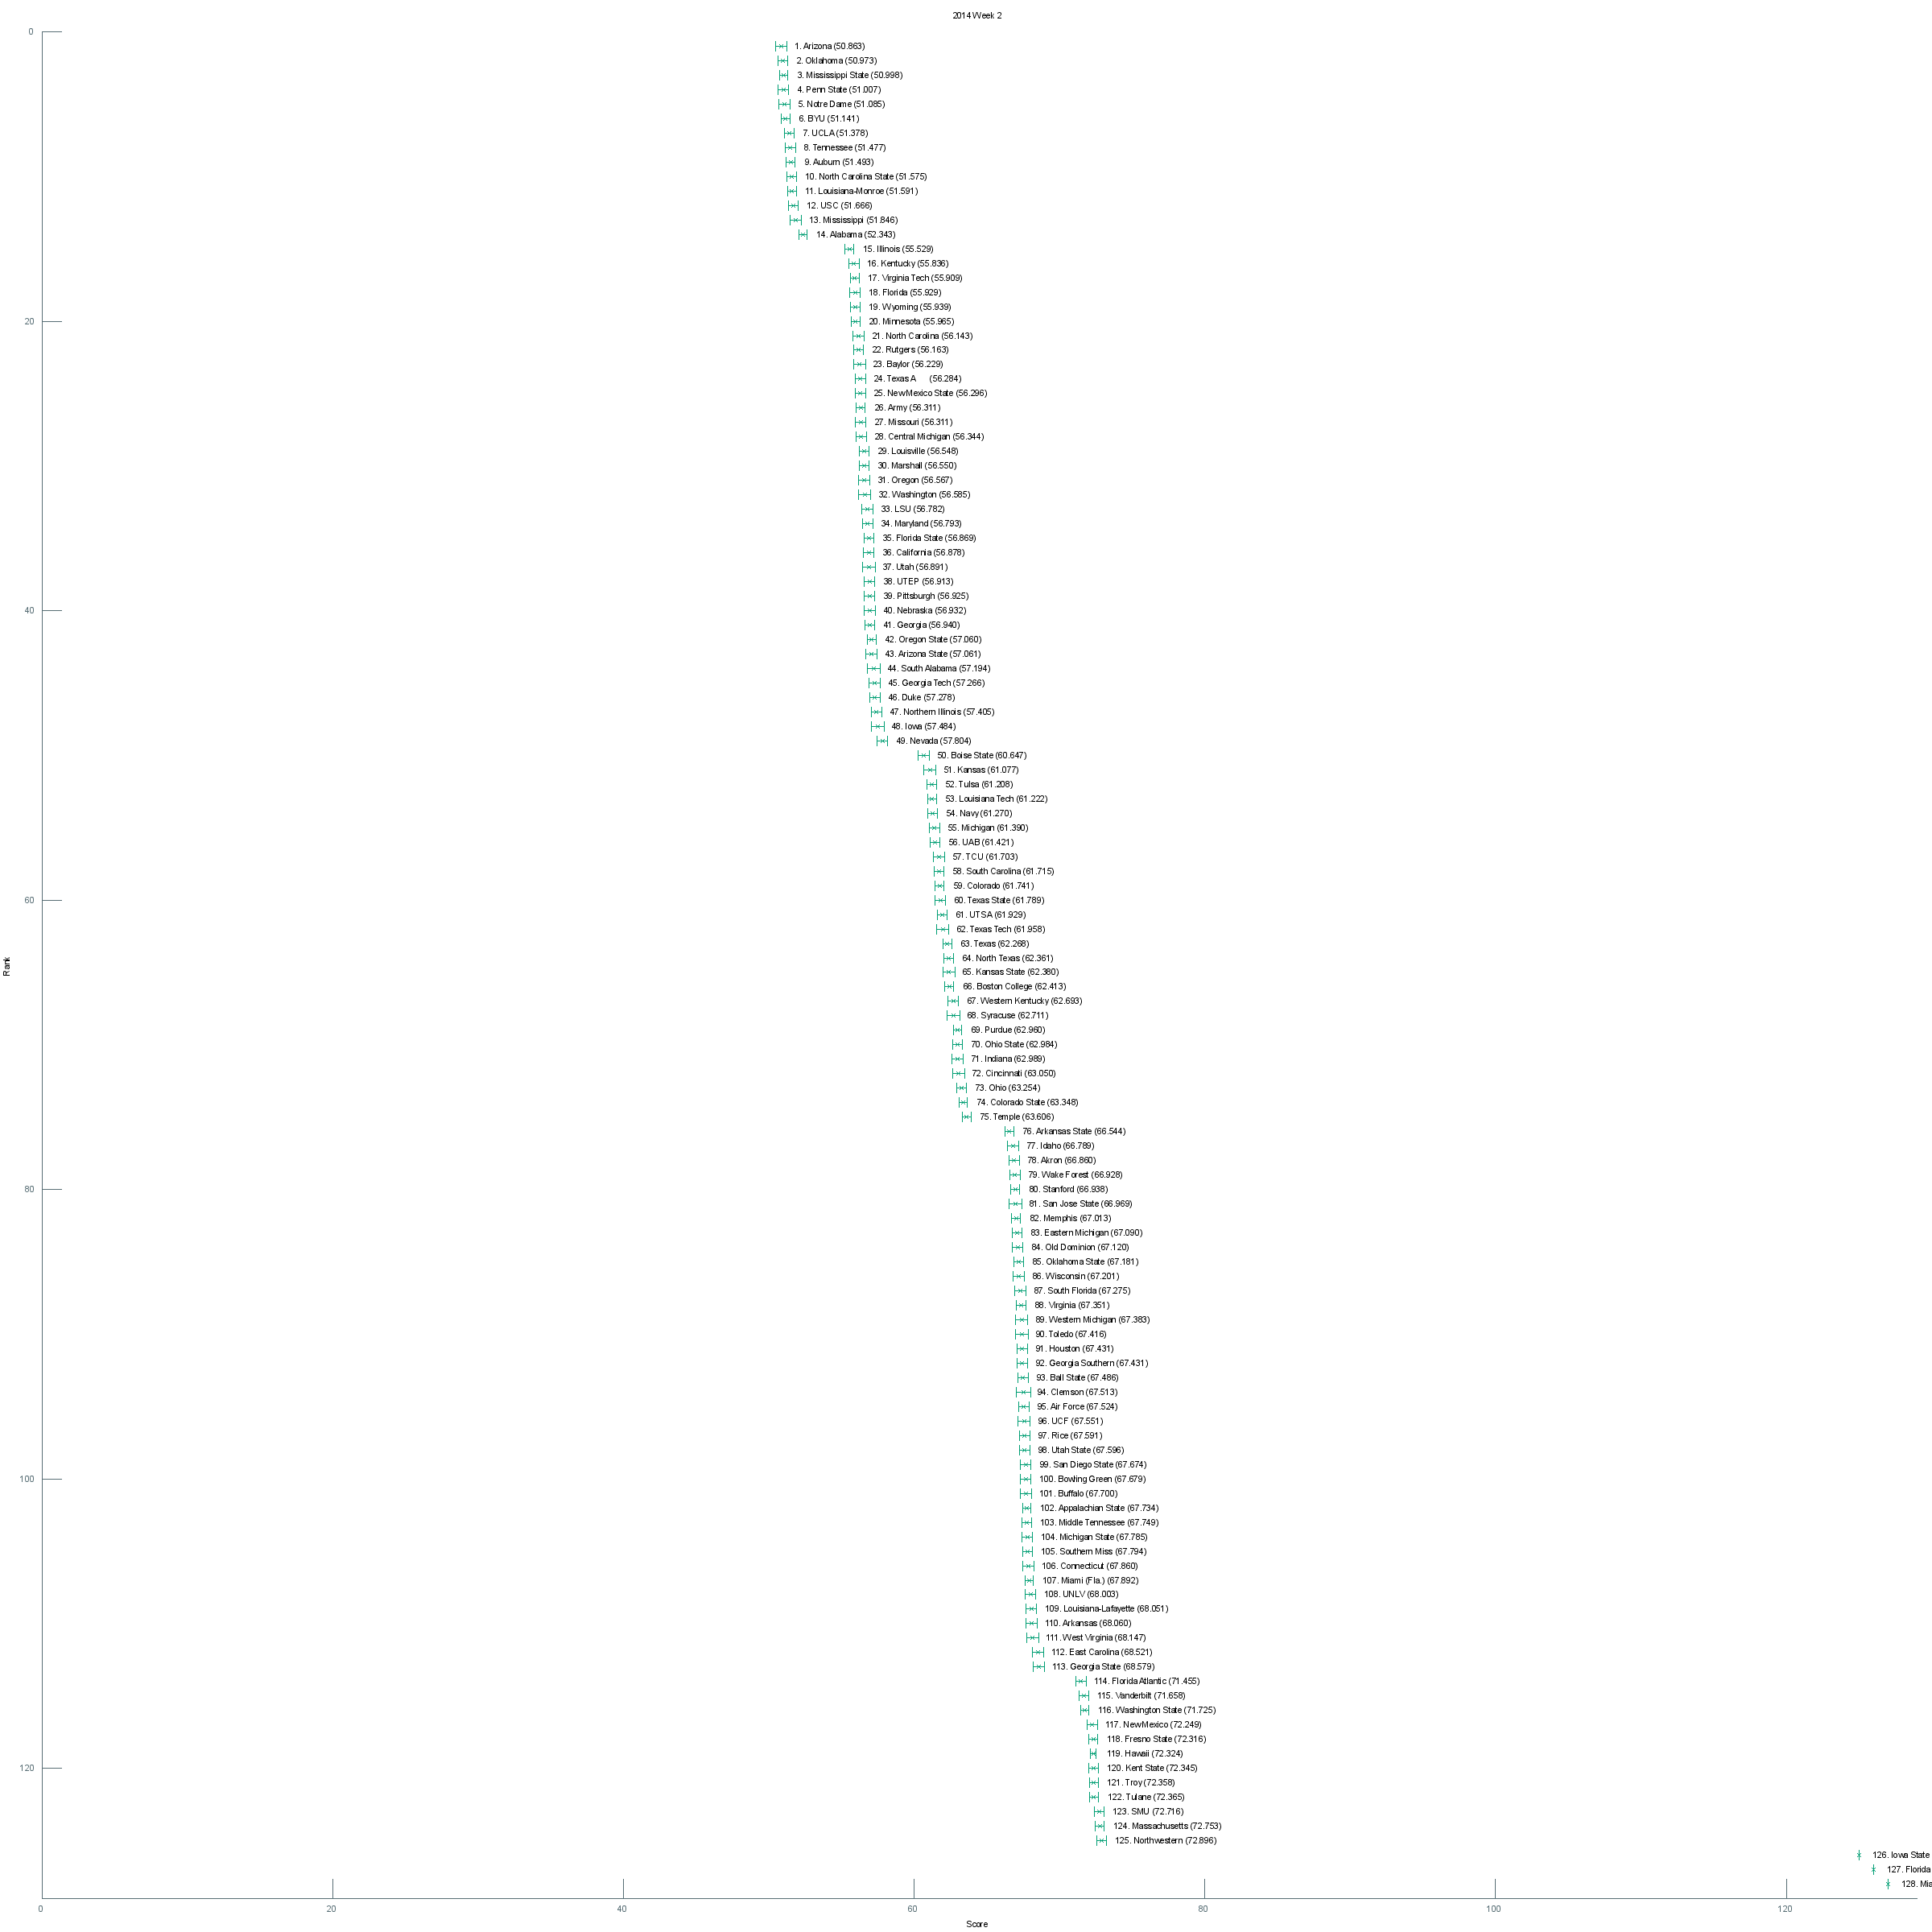 2014 Week 2
0
1. Arizona (50.863)
2. Oklahoma (50.973)
3. Mississippi State (50.998)
4. Penn State (51.007)
5. Notre Dame (51.085)
6. BYU (51.141)
7. UCLA (51.378)
8. Tennessee (51.477)
9. Auburn (51.493)
10. North Carolina State (51.575)
11. Louisiana-Monroe (51.591)
12. USC (51.666)
13. Mississippi (51.846)
14. Alabama (52.343)
15. Illinois (55.529)
16. Kentucky (55.836)
17. Virginia Tech (55.909)
18. Florida (55.929)
19. Wyoming (55.939)
20
20. Minnesota (55.965)
21. North Carolina (56.143)
22. Rutgers (56.163)
23. Baylor (56.229)
24. Texas A (56.284)
25. New Mexico State (56.296)
26. Army (56.311)
27. Missouri (56.311)
28. Central Michigan (56.344)
29. Louisville (56.548)
30. Marshall (56.550)
31. Oregon (56.567)
32. Washington (56.585)
33. LSU (56.782)
34. Maryland (56.793)
35. Florida State (56.869)
36. California (56.878)
37. Utah (56.891)
38. UTEP (56.913)
39. Pittsburgh (56.925)
40
40. Nebraska (56.932)
41. Georgia (56.940)
42. Oregon State (57.060)
43. Arizona State (57.061)
44. South Alabama (57.194)
45. Georgia Tech (57.266)
46. Duke (57.278)
47. Northern Illinois (57.405)
48. Iowa (57.484)
49. Nevada (57.804)
50. Boise State (60.647)
51. Kansas (61.077)
52. Tulsa (61.208)
53. Louisiana Tech (61.222)
54. Navy (61.270)
55. Michigan (61.390)
56. UAB (61.421)
57. TCU (61.703)
58. South Carolina (61.715)
59. Colorado (61.741)
60
60. Texas State (61.789)
61. UTSA (61.929)
62. Texas Tech (61.958)
63. Texas (62.268)
64. North Texas (62.361)
Rank
65. Kansas State (62.380)
66. Boston College (62.413)
67. Western Kentucky (62.693)
68. Syracuse (62.711)
69. Purdue (62.960)
70. Ohio State (62.984)
71. Indiana (62.989)
72. Cincinnati (63.050)
73. Ohio (63.254)
74. Colorado State (63.348)
75. Temple (63.606)
76. Arkansas State (66.544)
77. Idaho (66.789)
78. Akron (66.860)
79. Wake Forest (66.928)
80
80. Stanford (66.938)
81. San Jose State (66.969)
82. Memphis (67.013)
83. Eastern Michigan (67.090)
84. Old Dominion (67.120)
85. Oklahoma State (67.181)
86. Wisconsin (67.201)
87. South Florida (67.275)
88. Virginia (67.351)
89. Western Michigan (67.383)
90. Toledo (67.416)
91. Houston (67.431)
92. Georgia Southern (67.431)
93. Ball State (67.486)
94. Clemson (67.513)
95. Air Force (67.524)
96. UCF (67.551)
97. Rice (67.591)
98. Utah State (67.596)
99. San Diego State (67.674)
100
100. Bowling Green (67.679)
101. Buffalo (67.700)
102. Appalachian State (67.734)
103. Middle Tennessee (67.749)
104. Michigan State (67.785)
105. Southern Miss (67.794)
106. Connecticut (67.860)
107. Miami (Fla.) (67.892)
108. UNLV (68.003)
109. Louisiana-Lafayette (68.051)
110. Arkansas (68.060)
111. West Virginia (68.147)
112. East Carolina (68.521)
113. Georgia State (68.579)
114. Florida Atlantic (71.455)
115. Vanderbilt (71.658)
116. Washington State (71.725)
117. New Mexico (72.249)
118. Fresno State (72.316)
119. Hawaii (72.324)
120
120. Kent State (72.345)
121. Troy (72.358)
122. Tulane (72.365)
123. SMU (72.716)
124. Massachusetts (72.753)
125. Northwestern (72.896)
126. Iowa State
127. Florida
128. Mia
0 20 40 60 80 100 120
Score